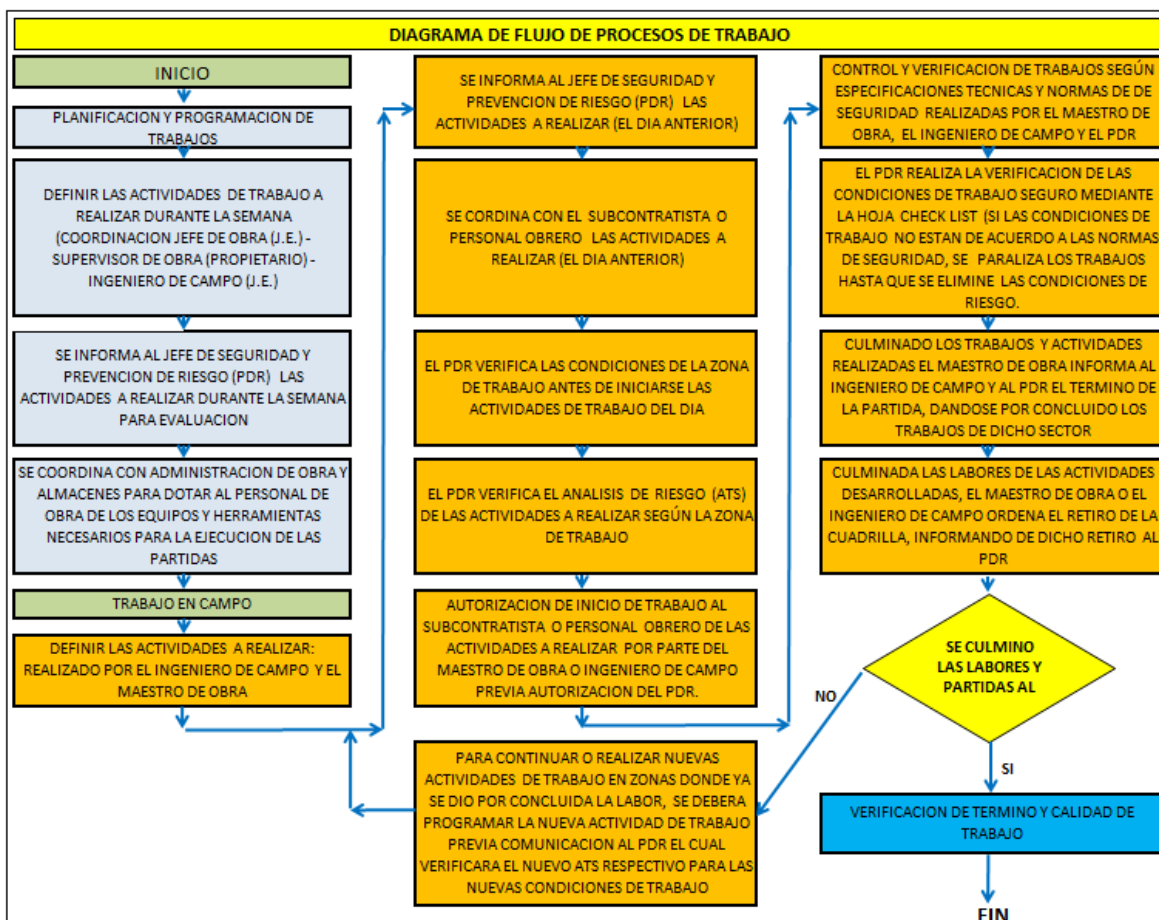 DIAGRAMA DE FLUJO DE PROCESOS DE TRABAJO
INICIO
PLANIFICACION Y PROGRAMACION DE
TRABAJOS
DEFINIR LAS ACTIVIDADES DE TRABAJO A
REALIZAR DURANTE LA SEMANA
(COORDINACION JEFE DE OBRA (J.E.) -
SUPERVISOR DE OBRA (PROPIETARIO) -
INGENIERO DE CAMPO (J.E.)
SE INFORMA AL JEFE DE SEGURIDAD Y
PREVENCION DE RIESGO (PDR) LAS
ACTIVIDADES A REALIZAR DURANTE LA SEMANA
PARA EVALUACION
SE COORDINA CON ADMINISTRACION DE OBRA Y
ALMACENES PARA DOTAR AL PERSONAL DE
OBRA DE LOS EQUIPOS Y HERRAMIENTAS
NECESARIOS PARA LA EJECUCION DE LAS
PARTIDAS
TRABAJO EN CAMPO
DEFINIR LAS ACTIVIDADES A REALIZAR:
REALIZADO POR EL INGENIERO DE CAMPO Y EL
MAESTRO DE OBRA
SE INFORMA AL JEFE DE SEGURIDAD Y
PREVENCION DE RIESGO (PDR) LAS
ACTIVIDADES A REALIZAR (EL DIA ANTERIOR)
SE CORDINA CON EL SUBCONTRATISTA O
PERSONAL OBRERO LAS ACTIVIDADES A
REALIZAR (EL DIA ANTERIOR)
EL PDR VERIFICA LAS CONDICIONES DE LA ZONA
DE TRABAJO ANTES DE INICIARSE LAS
ACTIVIDADES DE TRABAJO DEL DIA
EL PDR VERIFICA EL ANALISIS DE RIESGO (ATS)
DE LAS ACTIVIDADES A REALIZAR SEGÚN LA ZONA
DE TRABAJO
AUTORIZACION DE INICIO DE TRABAJO AL
SUBCONTRATISTA O PERSONAL OBRERO DE LAS
ACTIVIDADES A REALIZAR POR PARTE DEL
MAESTRO DE OBRA O INGENIERO DE CAMPO
PREVIA AUTORIZACION DEL PDR.
PARA CONTINUAR O REALIZAR NUEVAS
ACTIVIDADES DE TRABAJO EN ZONAS DONDE YA
SE DIO POR CONCLUIDA LA LABOR, SE DEBERA
PROGRAMAR LA NUEVA ACTIVIDAD DE TRABAJO
PREVIA COMUNICACION AL PDR EL CUAL
VERIFICARA EL NUEVO ATS RESPECTIVO PARA LAS
NUEVAS CONDICIONES DE TRABAJO
CONTROL Y VERIFICACION DE TRABAJOS SEGÚN
ESPECIFICACIONES TECNICAS Y NORMAS DE DE
SEGURIDAD REALIZADAS POR EL MAESTRO DE
OBRA, EL INGENIERO DE CAMPO Y EL PDR
EL PDR REALIZA LA VERIFICACION DE LAS
CONDICIONES DE TRABAJO SEGURO MEDIANTE
LA HOJA CHECK LIST (SI LAS CONDICIONES DE
TRABAJO NO ESTAN DE ACUERDO A LAS NORMAS
DE SEGURIDAD, SE PARALIZA LOS TRABAJOS
HASTA QUE SE ELIMINE LAS CONDICIONES DE
RIESGO.
CULMINADO LOS TRABAJOS Y ACTIVIDADES
REALIZADAS EL MAESTRO DE OBRA INFORMA AL
INGENIERO DE CAMPO Y AL PDR EL TERMINO DE
LA PARTIDA, DANDOSE POR CONCLUIDO LOS
TRABAJOS DE DICHO SECTOR
CULMINADA LAS LABORES DE LAS ACTIVIDADES
DESARROLLADAS, EL MAESTRO DE OBRA O EL
INGENIERO DE CAMPO ORDENA EL RETIRO DE LA
CUADRILLA, INFORMANDO DE DICHO RETIRO AL
PDR
SE CULMINO
LAS LABORES Y
PARTIDAS AL
NO
SI
VERIFICACION DE TERMINO Y CALIDAD DE
TRABAJO
FIN